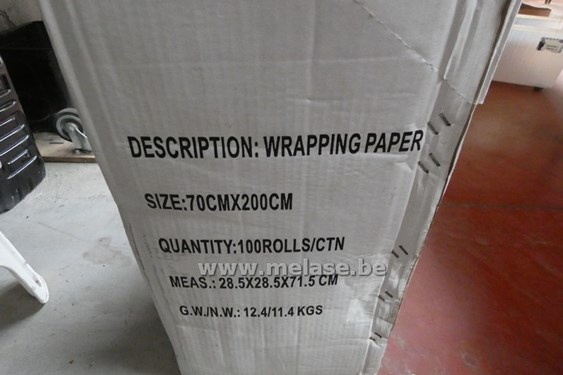 DESCRIPTION: WRAPPING PAPER
SIZE:70CMX200CM
QUANTITY:100ROLLS/CTN
www.melase.be
MEAS.: 28.5X28.5X71.5 CM
G.W./N.W.: 12.4/11.4 KGS